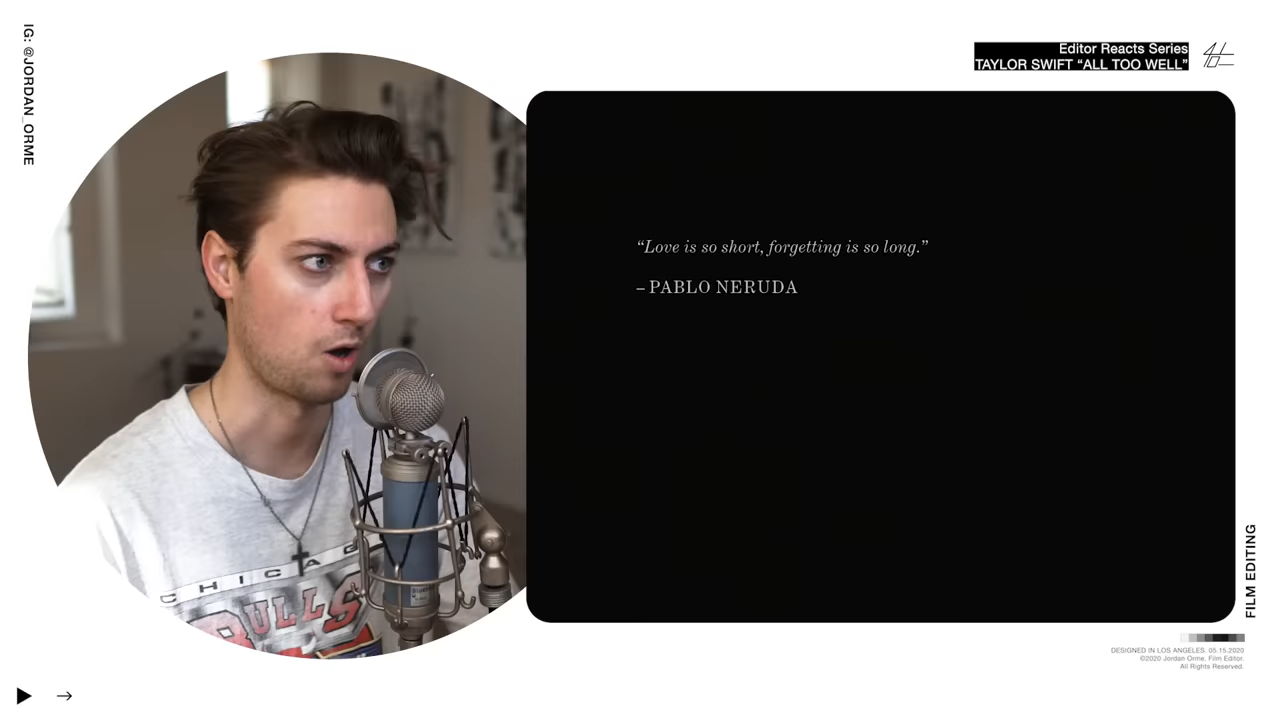 IG: @JORDAN_ORME
Editor Reacts Series
TAYLOR SWIFT “ALL TOO WELL”
“Love is so short, forgetting is so long.”
– PABLO NERUDA
CHICAG
BULLS
FILM EDITING
DESIGNED IN LOS ANGELES. 05.15.2020
©2020 Jordan Orme. Film Editor.
All Rights Reserved.